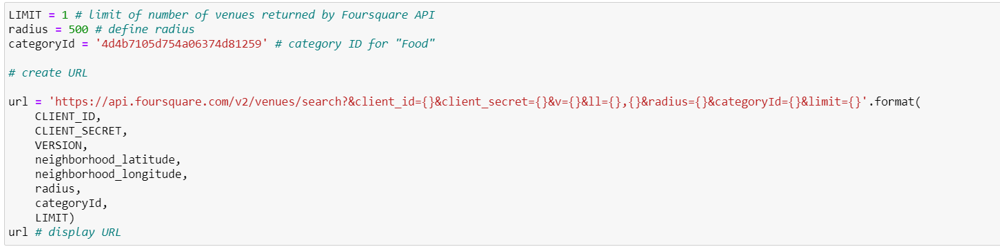 LIMIT = 1 # limit of number of venues returned by Foursquare API
radius = 500 # define radius
categoryId = '4d4b7105d754a06374d81259' # category ID for "Food"
# create URL
url = 'https://api.foursquare.com/v2/venues/search?&client_id={}&client_secret={}&v={}&ll={},{}&radius={}&categoryId={}&limit={}'.format(
    CLIENT_ID,
    CLIENT_SECRET,
    VERSION,
    neighborhood_latitude,
    neighborhood_longitude,
    radius,
    categoryId,
    LIMIT)
url # display URL